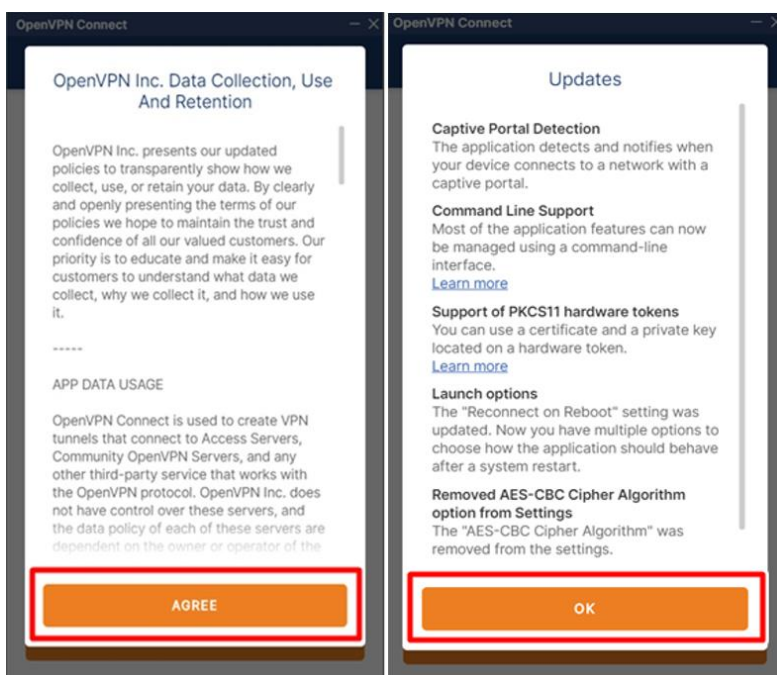 OpenVPN Connect
OpenVPN Inc. Data Collection, Use
And Retention
OpenVPN Inc. presents our updated
policies to transparently show how we
collect, use, or retain your data. By clearly
and openly presenting the terms of our
policies we hope to maintain the trust and
confidence of all our valued customers. Our
priority is to educate and make it easy for
customers to understand what data we
collect, why we collect it, and how we use
it.
-----
APP DATA USAGE
OpenVPN Connect is used to create VPN
tunnels that connect to Access Servers,
Community OpenVPN Servers, and any
other third-party service that works with
the OpenVPN protocol. OpenVPN Inc. does
not have control over these servers, and
the data policy of each of these servers are
dependent on the owner or operator of the
AGREE
OpenVPN Connect
Updates
Captive Portal Detection
The application detects and notifies when
your device connects to a network with a
captive portal.
Command Line Support
Most of the application features can now
be managed using a command-line
interface.
Learn more
Support of PKCS11 hardware tokens
You can use a certificate and a private key
located on a hardware token.
Learn more
Launch options
The "Reconnect on Reboot" setting was
updated. Now you have multiple options to
choose how the application should behave
after a system restart.
Removed AES-CBC Cipher Algorithm
option from Settings
The "AES-CBC Cipher Algorithm" was
removed from the settings.
OK